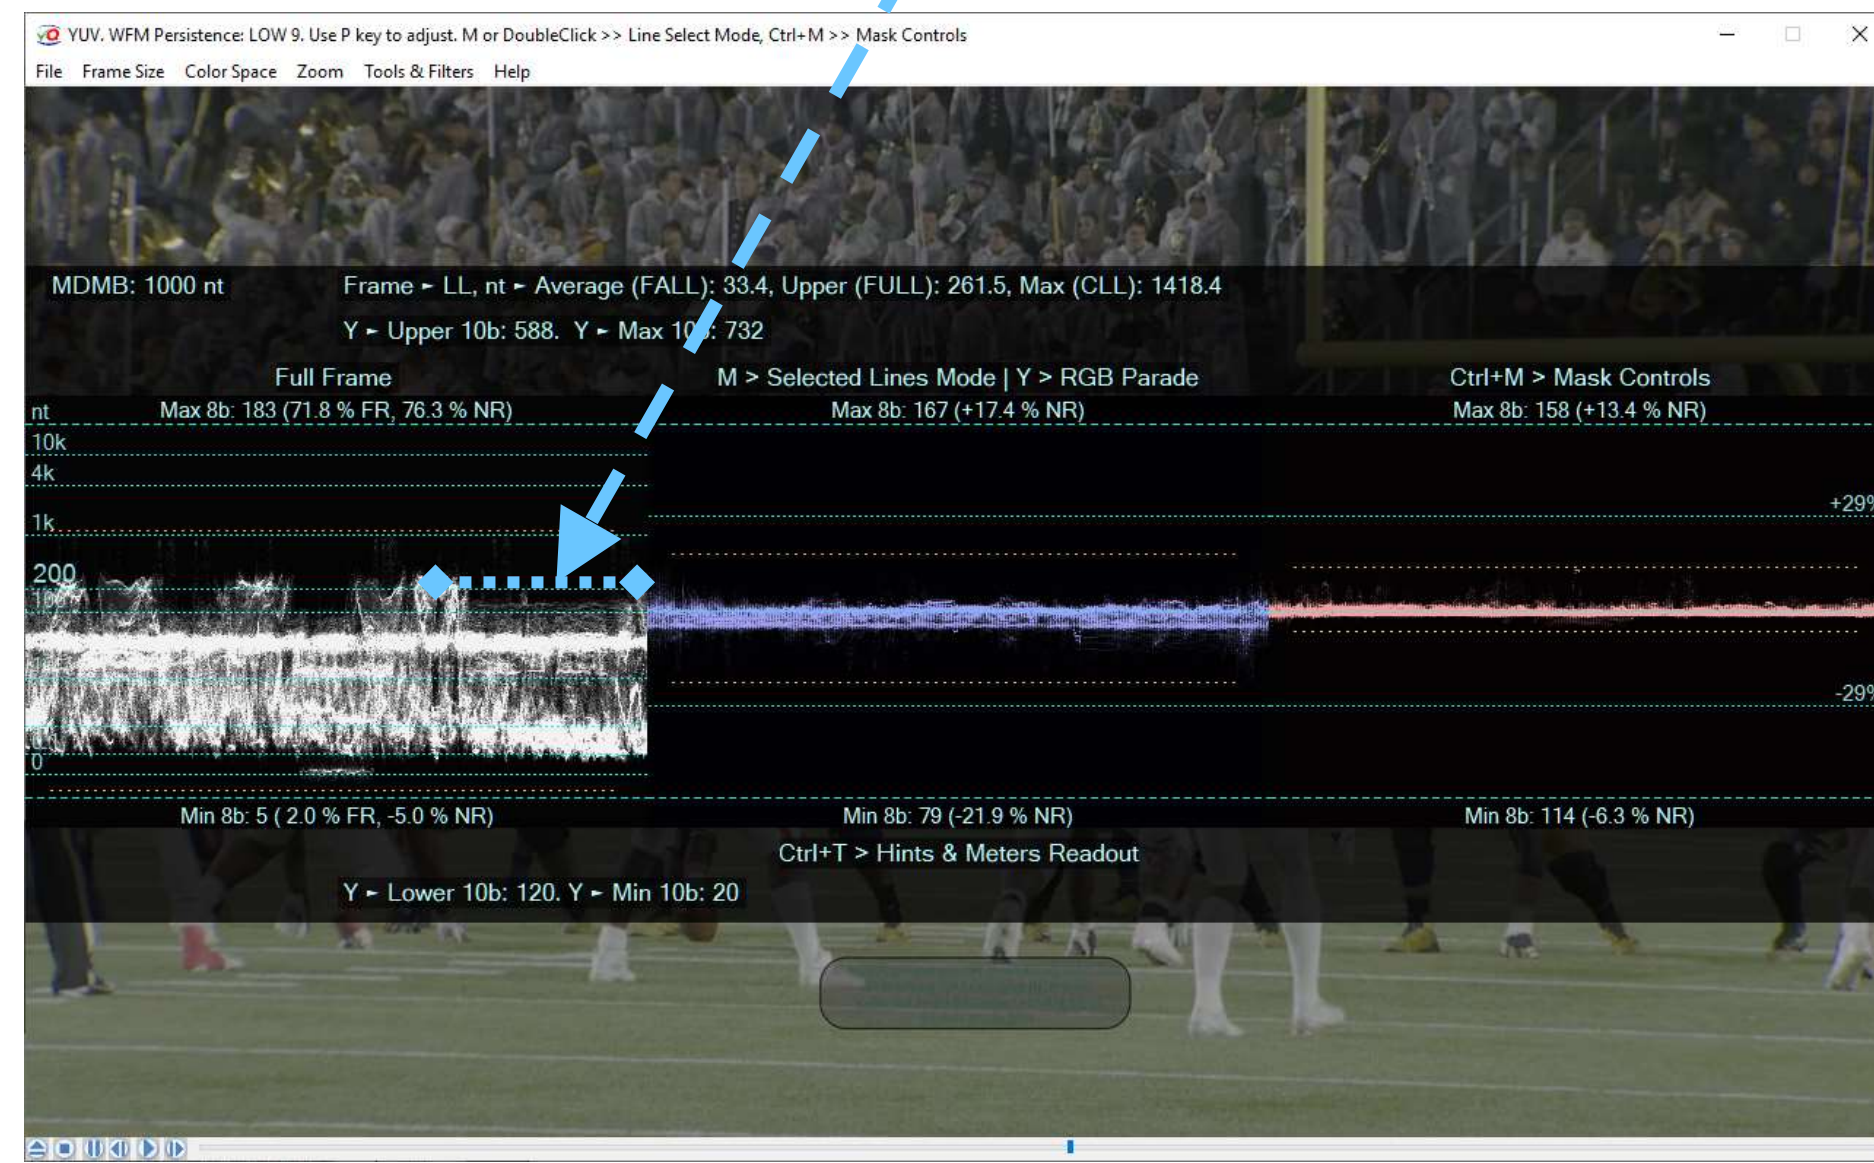 YUV. WFM Persistence: LOW 9. Use P key to adjust. M or DoubleClick >> Line Select Mode, Ctrl+M >> Mask Controls
File Frame Size Color Space Zoom Tools & Filters Help
MDMB: 1000 nt Frame ► LL, nt ► Average (FALL): 33.4, Upper (FULL): 261.5, Max (CLL): 1418.4
Y ► Upper 10b: 588. Y ► Max 10b: 732
Full Frame M > Selected Lines Mode | Y > RGB Parade Ctrl+M > Mask Controls
nt Max 8b: 183 (71.8 % FR, 76.3 % NR) Max 8b: 167 (+17.4 % NR) Max 8b: 158 (+13.4 % NR)
10k
4k
+29%
1k
200
-29%
0
Min 8b: 5 ( 2.0 % FR, -5.0 % NR) Min 8b: 79 (-21.9 % NR) Min 8b: 114 (-6.3 % NR)
Ctrl+T > Hints & Meters Readout
Y ► Lower 10b: 120. Y ► Min 10b: 20